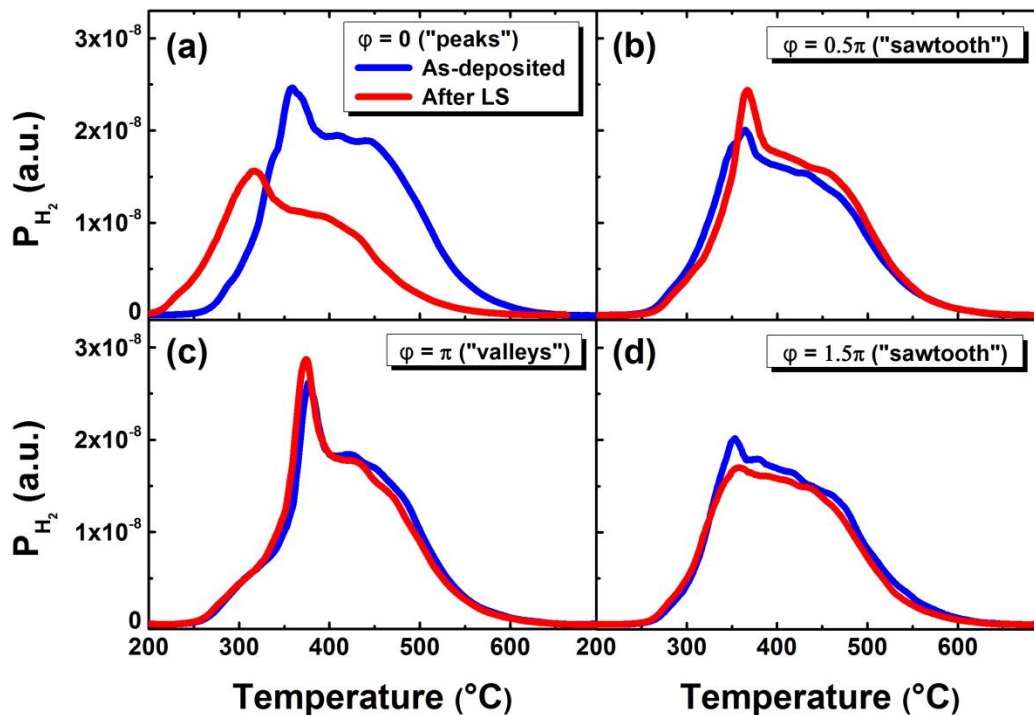 (a)
φ = 0 ("peaks")
As-deposited
After LS
(b)
φ = 0.5π ("sawtooth")
3x10⁻⁸
2x10⁻⁸
1x10⁻⁸
0
P_H₂ (a.u.)
(c)
φ = π ("valleys")
(d)
φ = 1.5π ("sawtooth")
3x10⁻⁸
2x10⁻⁸
1x10⁻⁸
0
P_H₂ (a.u.)
200 300 400 500 600 200 300 400 500 600
Temperature (°C) Temperature (°C)